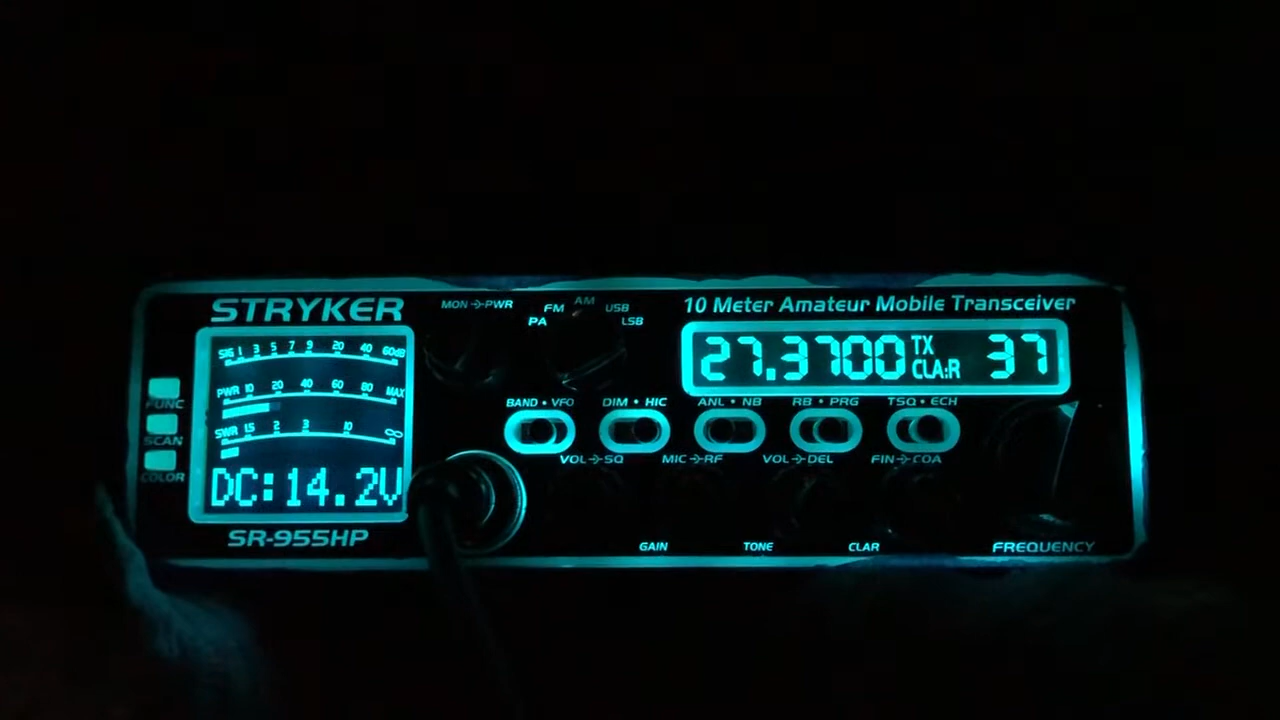 STRYKER
SIG 1 3 5 7 9 20 40 60dB
PWR 10 20 40 60 80 MAX
SWR 1.5 2 3 10 ∞
DC:14.2V
SR-955HP
FUNC
SCAN
COLOR
MON→PWR
PA FM AM USB LSB
10 Meter Amateur Mobile Transceiver
27.3700 TX CLA:R 37
BAND • VFO DIM • HIC ANL • NB RB • PRG TSQ • ECH
VOL→SQ MIC→RF VOL→DEL FIN→COA
GAIN TONE CLAR FREQUENCY